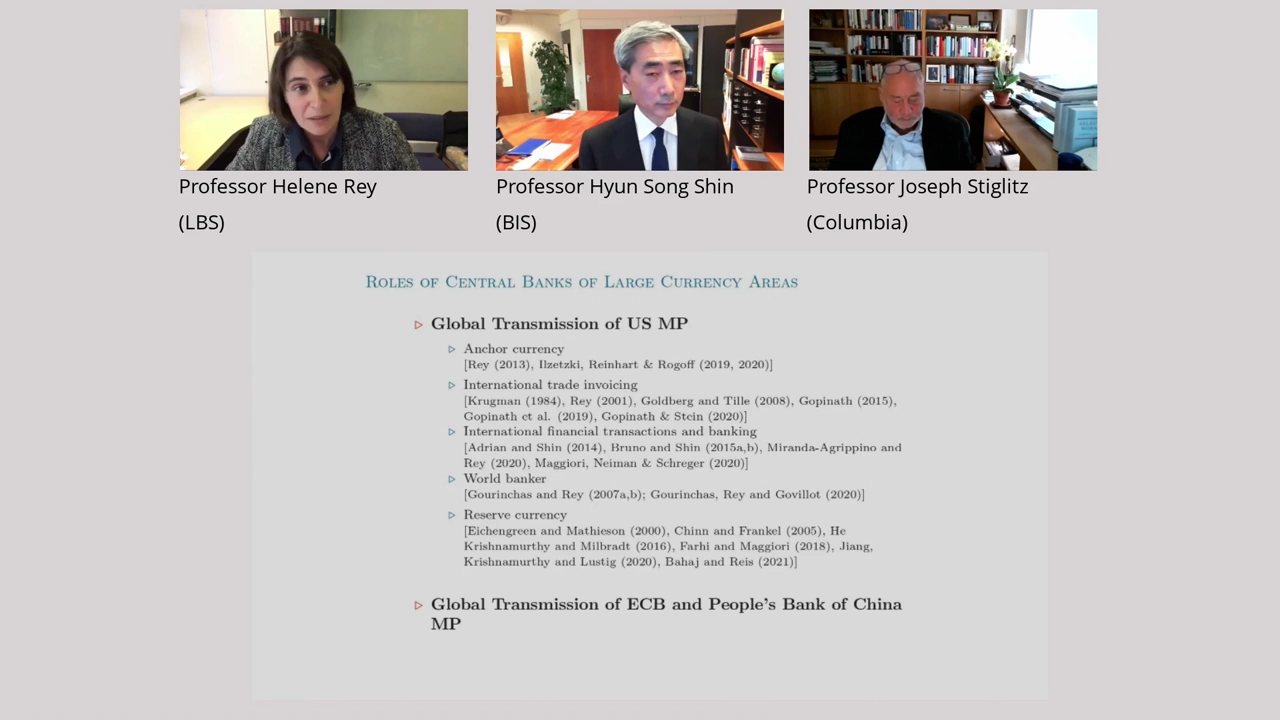 Professor Helene Rey
(LBS)
Professor Hyun Song Shin
(BIS)
Professor Joseph Stiglitz
(Columbia)
ROLES OF CENTRAL BANKS OF LARGE CURRENCY AREAS
Global Transmission of US MP
Anchor currency
[Rey (2013), Ilzetzki, Reinhart & Rogoff (2019, 2020)]
International trade invoicing
[Krugman (1984), Rey (2001), Goldberg and Tille (2008), Gopinath (2015),
Gopinath et al. (2019), Gopinath & Stein (2020)]
International financial transactions and banking
[Adrian and Shin (2014), Bruno and Shin (2015a,b), Miranda-Agrippino and
Rey (2020), Maggiori, Neiman & Schreger (2020)]
World banker
[Gourinchas and Rey (2007a,b); Gourinchas, Rey and Govillot (2020)]
Reserve currency
[Eichengreen and Mathieson (2000), Chinn and Frankel (2005), He
Krishnamurthy and Milbradt (2016), Farhi and Maggiori (2018), Jiang,
Krishnamurthy and Lustig (2020), Bahaj and Reis (2021)]
Global Transmission of ECB and People's Bank of China
MP